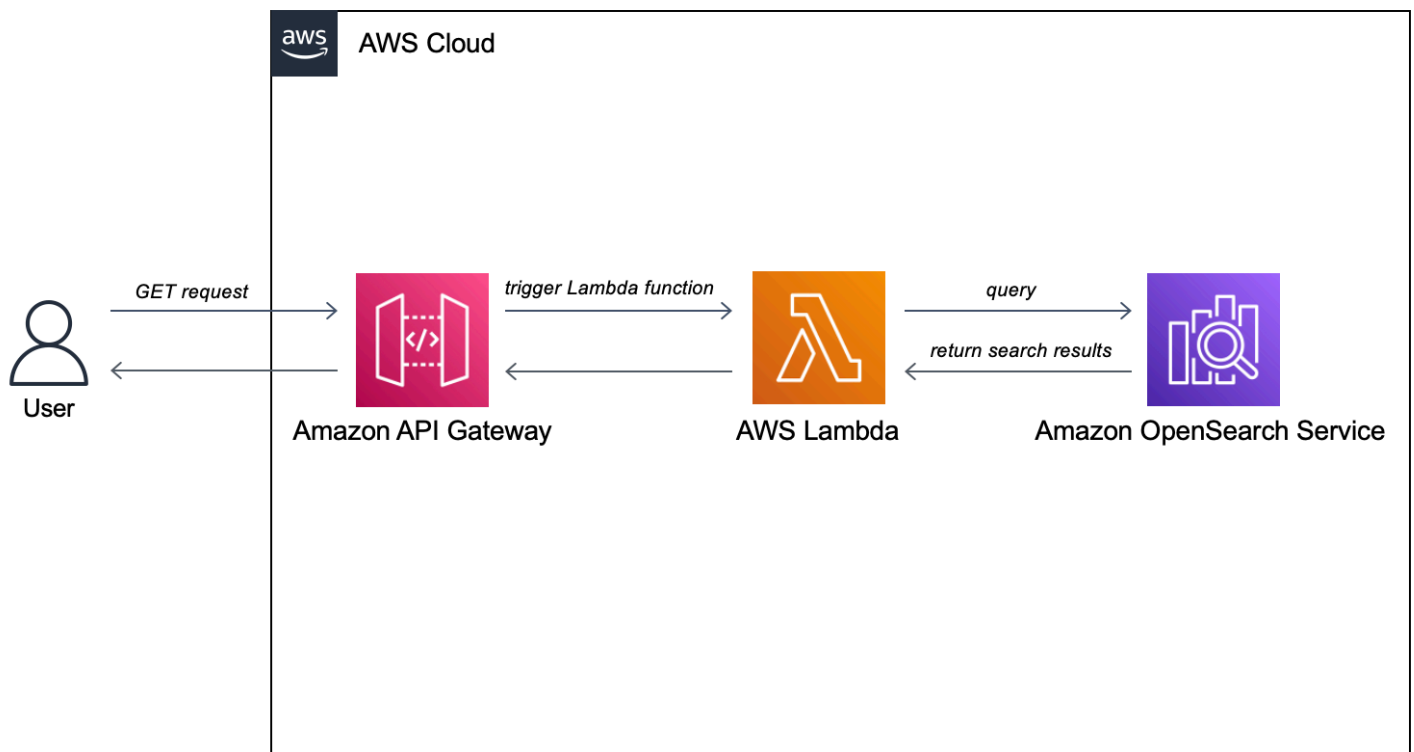 aws
AWS Cloud
GET request
trigger Lambda function
query
</>
return search results
User
Amazon API Gateway
AWS Lambda
Amazon OpenSearch Service